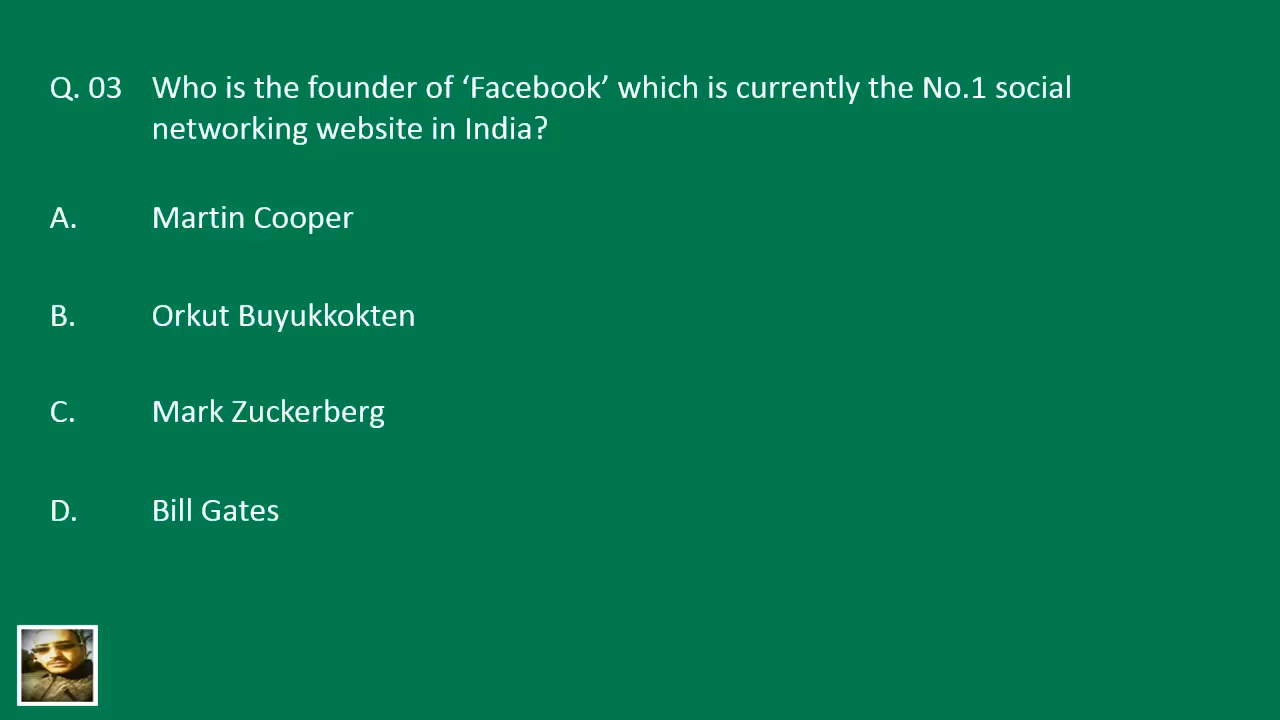 Q. 03 Who is the founder of ‘Facebook’ which is currently the No.1 social
networking website in India?
A. Martin Cooper
B. Orkut Buyukkokten
C. Mark Zuckerberg
D. Bill Gates